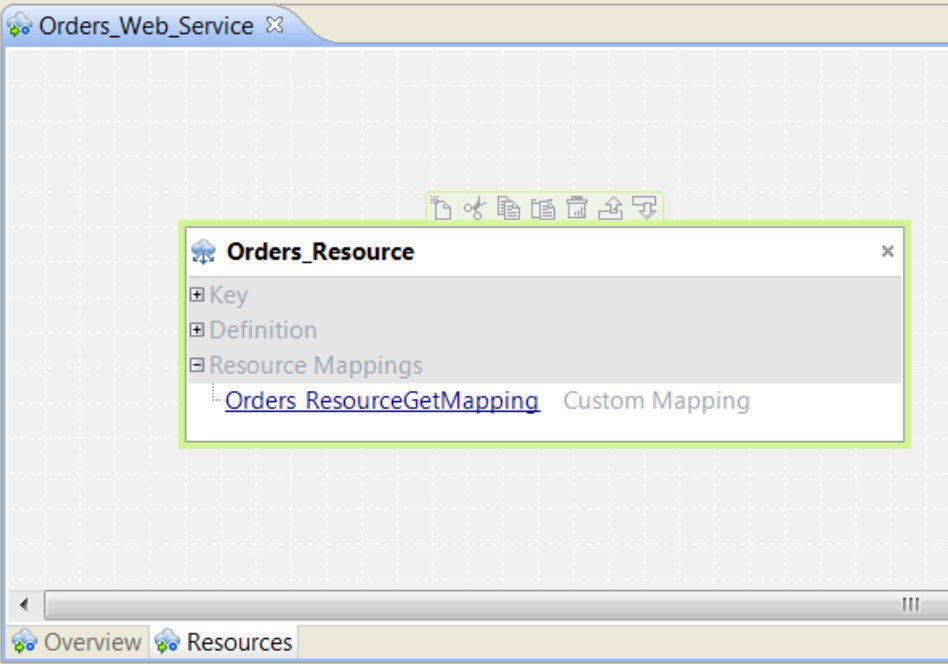 Orders_Web_Service
Orders_Resource
Key
Definition
Resource Mappings
Orders_ResourceGetMapping Custom Mapping
Overview Resources